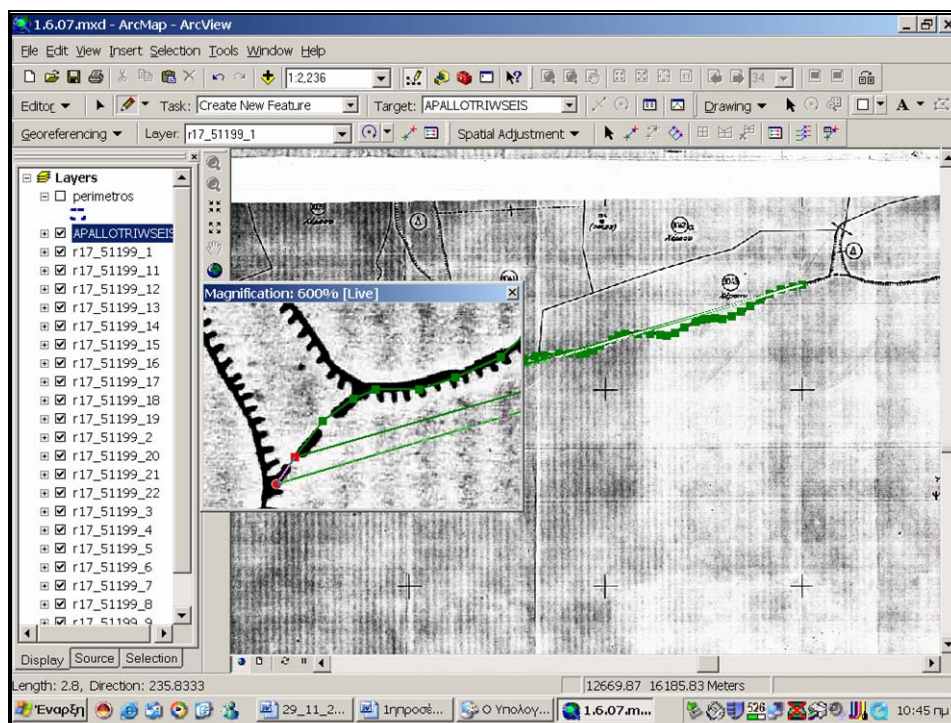 1.6.07.mxd - ArcMap - ArcView
File Edit View Insert Selection Tools Window Help
1:2,236
34
Editor Task: Create New Feature Target: APALLOTRIWSEIS Drawing A
Georeferencing Layer: r17_51199_1 Spatial Adjustment
Layers
perimetros
APALLOTRIWSEIS
r17_51199_1
r17_51199_11
r17_51199_12
r17_51199_13
r17_51199_14
r17_51199_15
r17_51199_16
r17_51199_17
r17_51199_18
r17_51199_19
r17_51199_2
r17_51199_20
r17_51199_21
r17_51199_22
r17_51199_3
r17_51199_4
r17_51199_5
r17_51199_6
r17_51199_7
r17_51199_8
r17_51199_9
Magnification: 600% [Live]
Display Source Selection
Length: 2.8, Direction: 235.8333
12669.87 16185.83 Meters
Έναρξη
29_11_2...
1ηπροσέ...
Ο Υπολογ...
1.6.07.m...
526
10:45 πμ